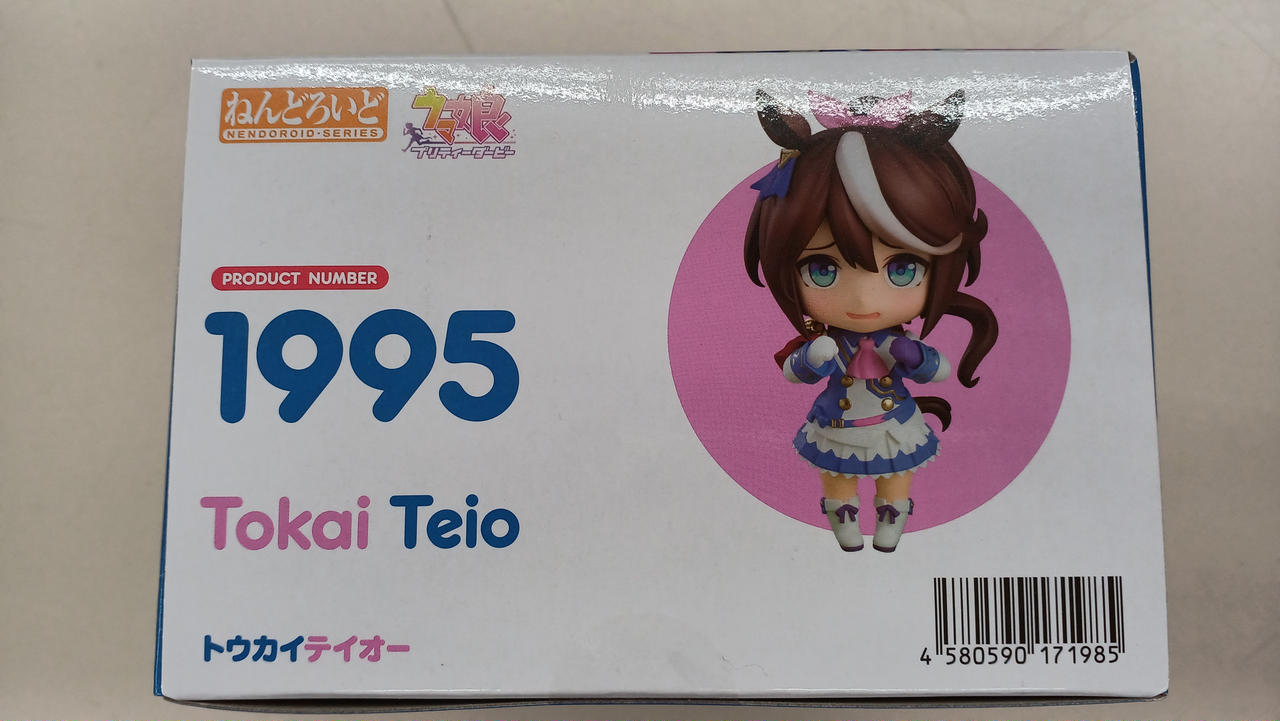 ねんどろいど
NENDOROID·SERIES
ウマ娘
プリティーダービー
PRODUCT NUMBER
1995
Tokai Teio
トウカイテイオー
4 580590 171985